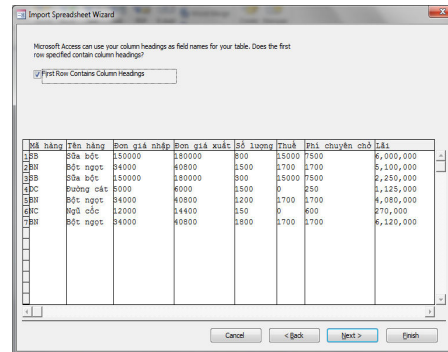 Import Spreadsheet Wizard
Microsoft Access can use your column headings as field names for your table. Does the first
row specified contain column headings?
First Row Contains Column Headings
Mã hàng Tên hàng Đơn giá nhập Đơn giá xuất Số lượng Thuế Phí chuyên chở Lãi
1 SB Sữa bột 150000 180000 800 15000 7500 6,000,000
2 BN Bột ngọt 34000 40800 1500 1700 1700 5,100,000
3 SB Sữa bột 150000 180000 300 15000 7500 2,250,000
4 DC Đường cát 5000 6000 1500 0 250 1,125,000
5 BN Bột ngọt 34000 40800 1200 1700 1700 4,080,000
6 NC Ngũ cốc 12000 14400 150 0 600 270,000
7 BN Bột ngọt 34000 40800 1800 1700 1700 6,120,000
Cancel < Back Next > Finish